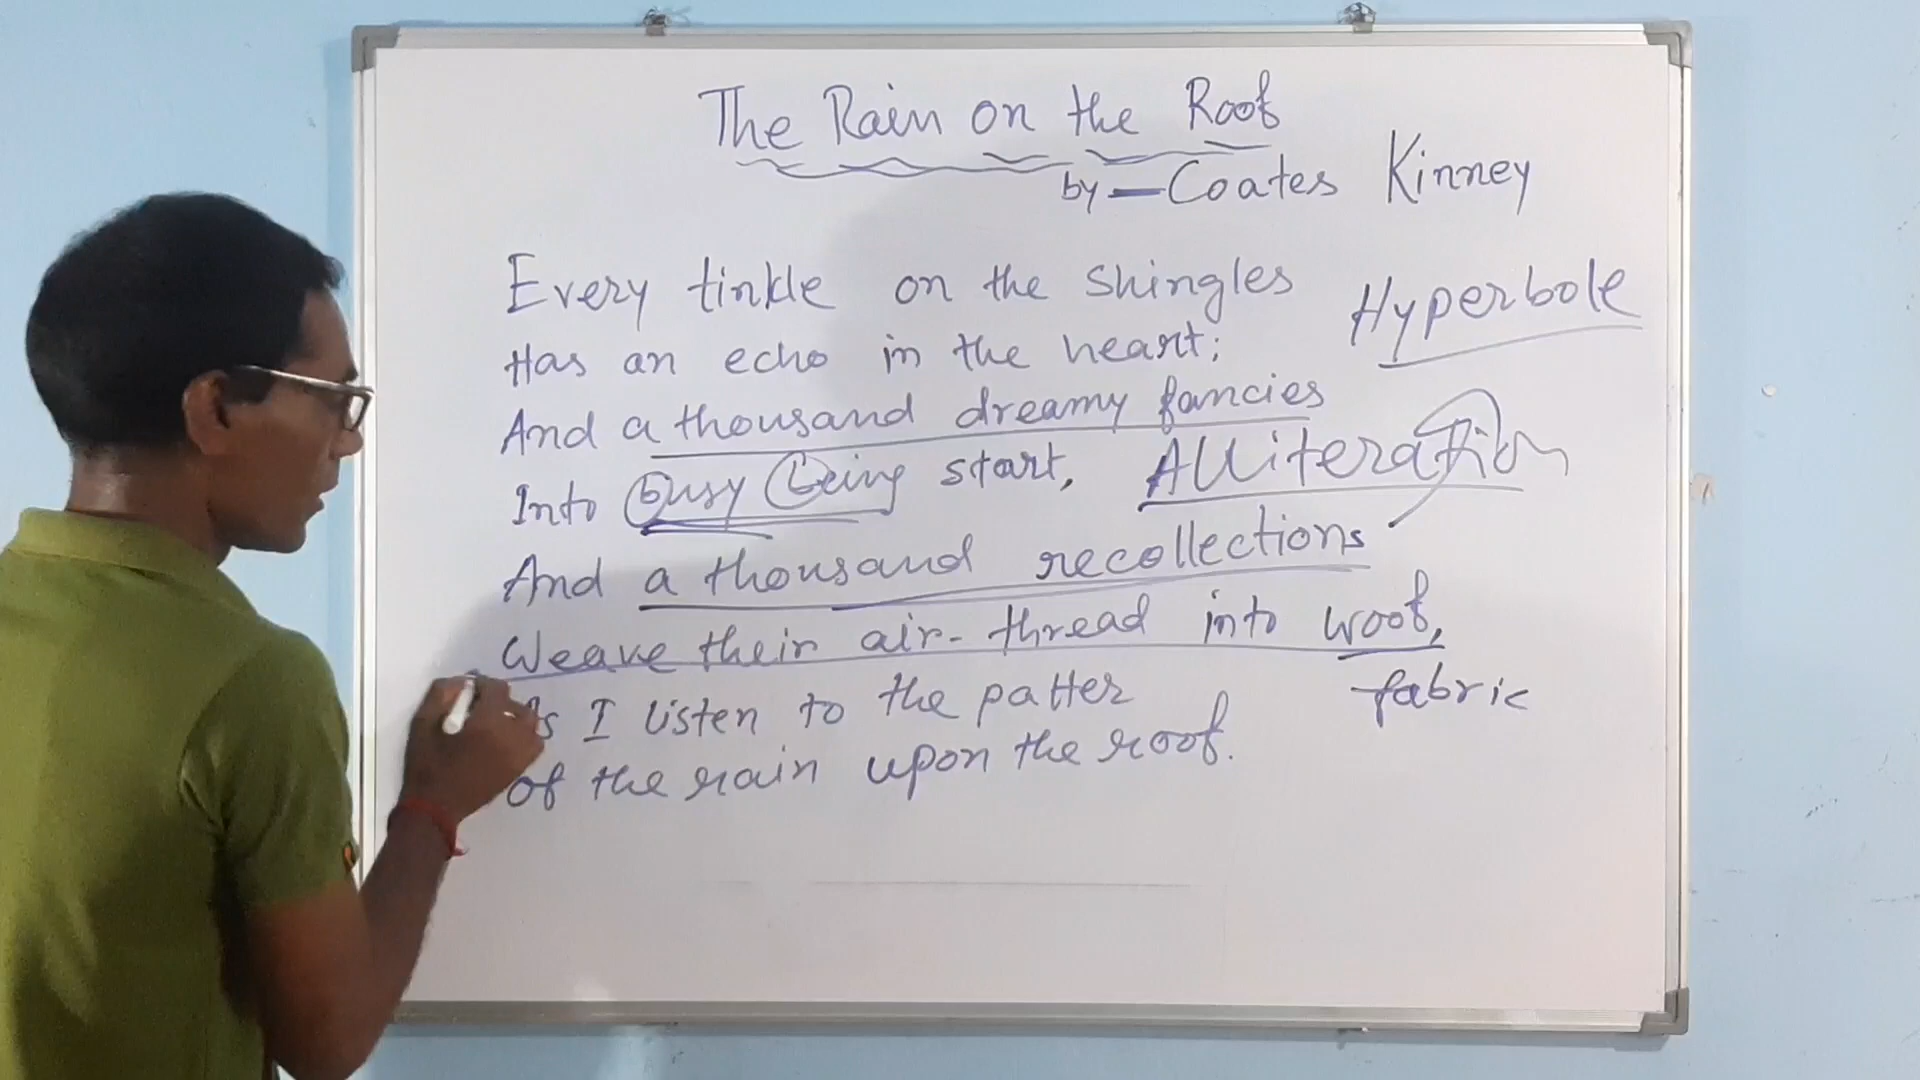 The Rain on the Roof
by - Coates Kinney
Every tinkle on the shingles
Has an echo in the heart;
Hyperbole
And a thousand dreamy fancies
Into busy being start,
Alliteration
And a thousand recollections
Weave their air-thread into woof,
fabric
As I listen to the patter
of the rain upon the roof.